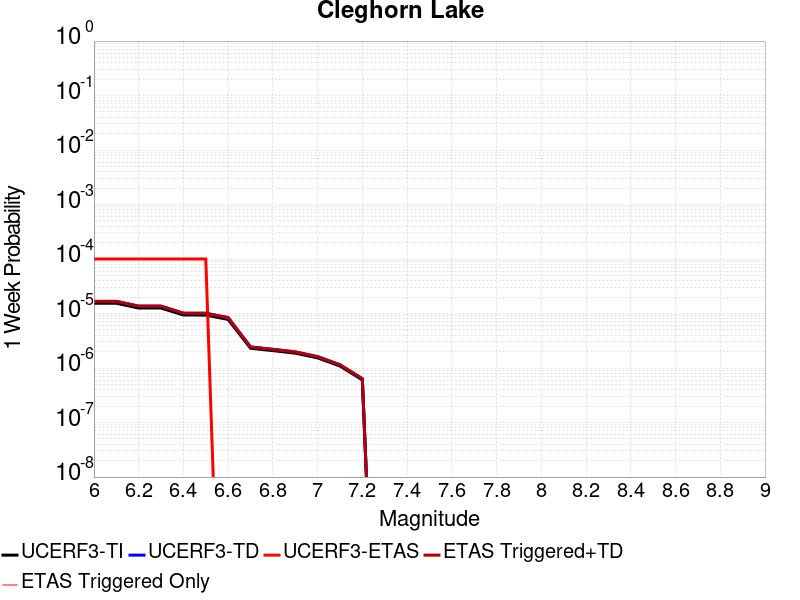 Cleghorn Lake
10^0
10^-1
10^-2
10^-3
10^-4
10^-5
10^-6
10^-7
10^-8
1 Week Probability
6 6.2 6.4 6.6 6.8 7 7.2 7.4 7.6 7.8 8 8.2 8.4 8.6 8.8 9
Magnitude
UCERF3-TI UCERF3-TD UCERF3-ETAS ETAS Triggered+TD
ETAS Triggered Only